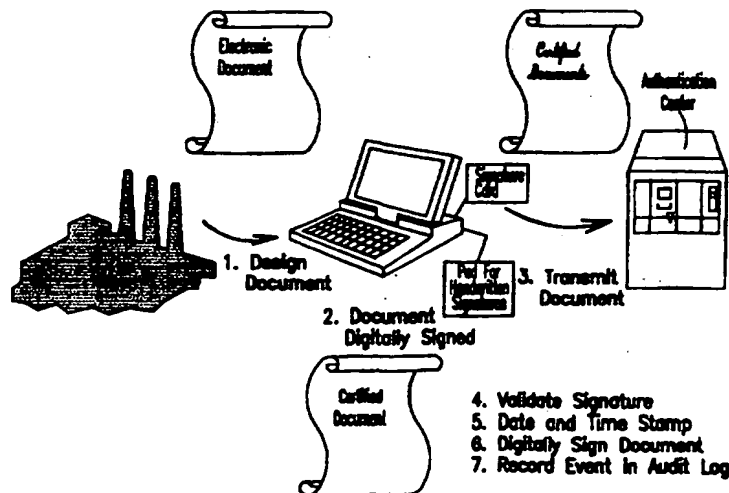 Electronic
Document
Certified
Documents
Authentication
Center
Signature
Card
1. Design
Document
Pad For
Handwritten
Signatures
3. Transmit
Document
2. Document
Digitally Signed
Certified
Document
4. Validate Signature
5. Date and Time Stamp
6. Digitally Sign Document
7. Record Event in Audit Log